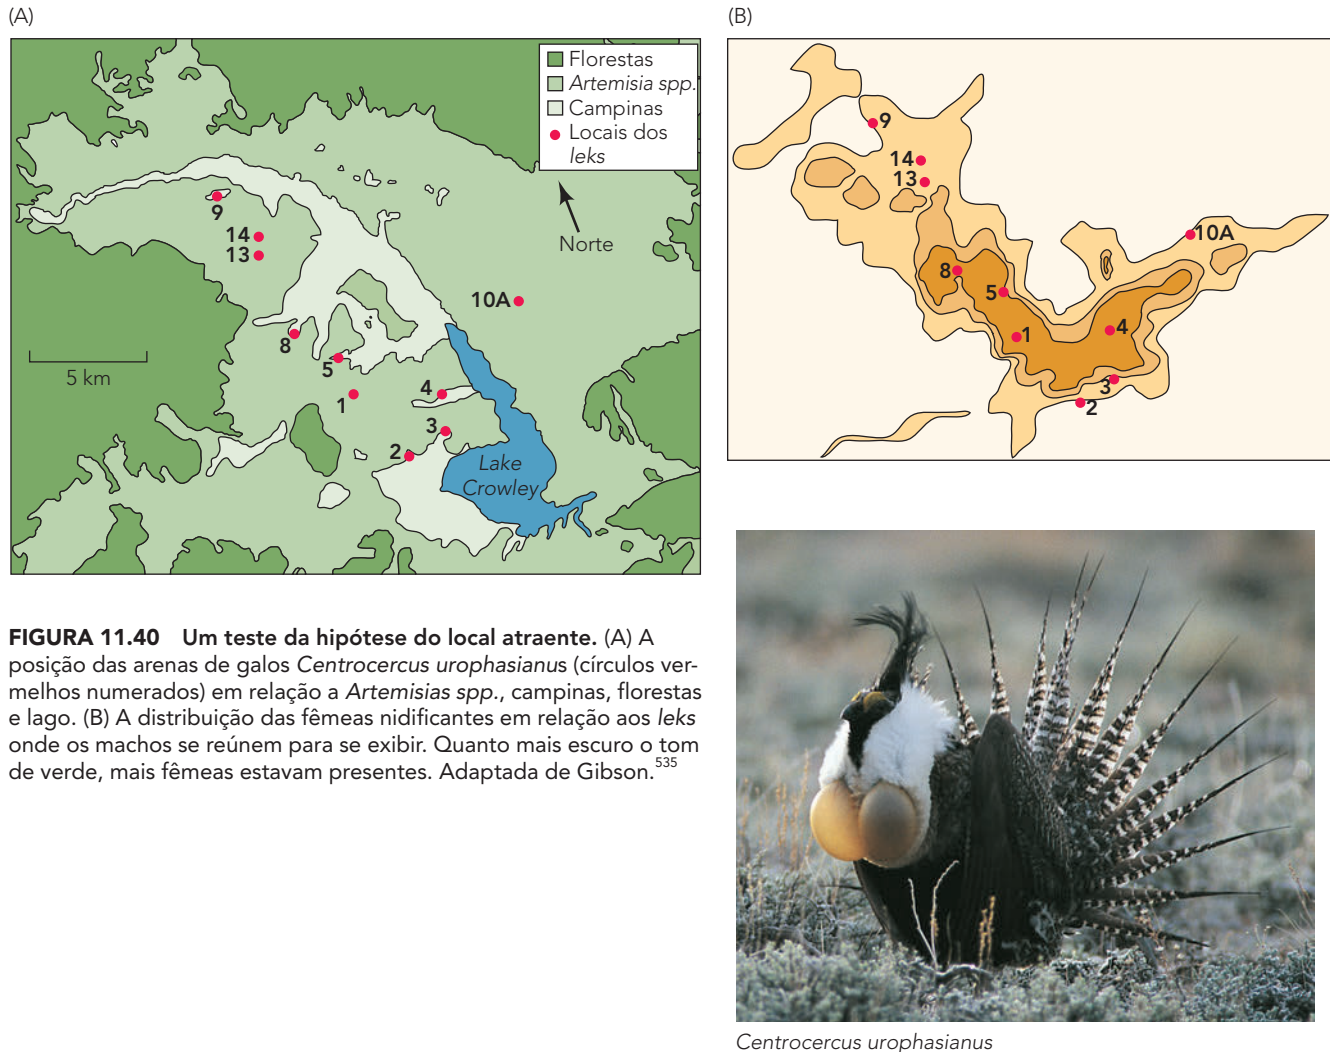 (A)
Florestas
Artemisia spp.
Campinas
Locais dos
leks
Norte
9
14
13
10A
8
5
1
4
3
2
5 km
Lake
Crowley
(B)
9
14
13
10A
8
5
1
4
3
2
FIGURA 11.40 Um teste da hipótese do local atraente. (A) A
posição das arenas de galos Centrocercus urophasianus (círculos ver-
melhos numerados) em relação a Artemisias spp., campinas, florestas
e lago. (B) A distribuição das fêmeas nidificantes em relação aos leks
onde os machos se reúnem para se exibir. Quanto mais escuro o tom
de verde, mais fêmeas estavam presentes. Adaptada de Gibson.535
Centrocercus urophasianus